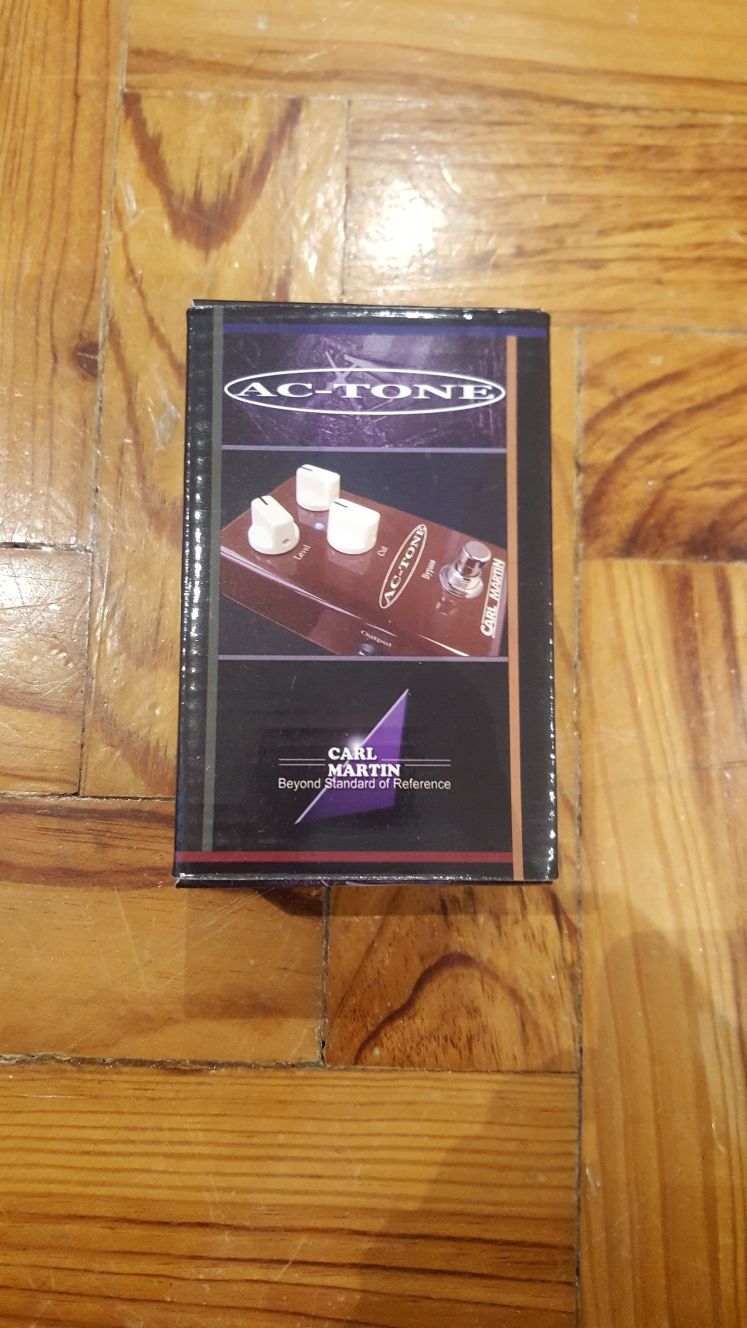 AC-TONE
Level
Cut
AC-TONE
Bypass
CARL MARTIN
Output
CARL
MARTIN
Beyond Standard of Reference